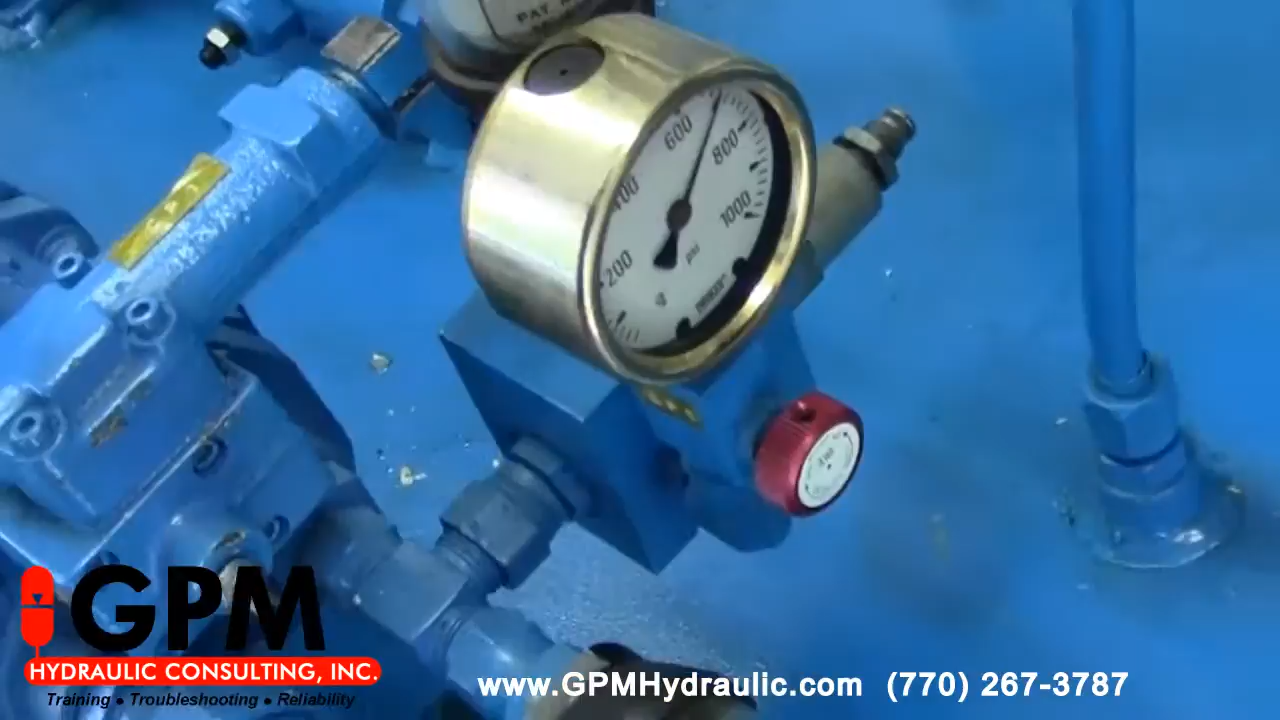 PAT
600
800
400
1000
200
psi
GPM
HYDRAULIC CONSULTING, INC.
Training • Troubleshooting • Reliability
www.GPMHydraulic.com (770) 267-3787